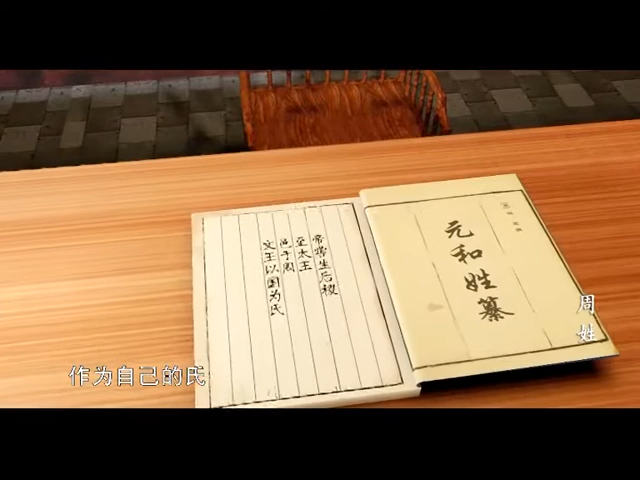 帝喾生后稷
至太王
邑于周
文王以国为氏
元和姓纂
周姓
作为自己的氏